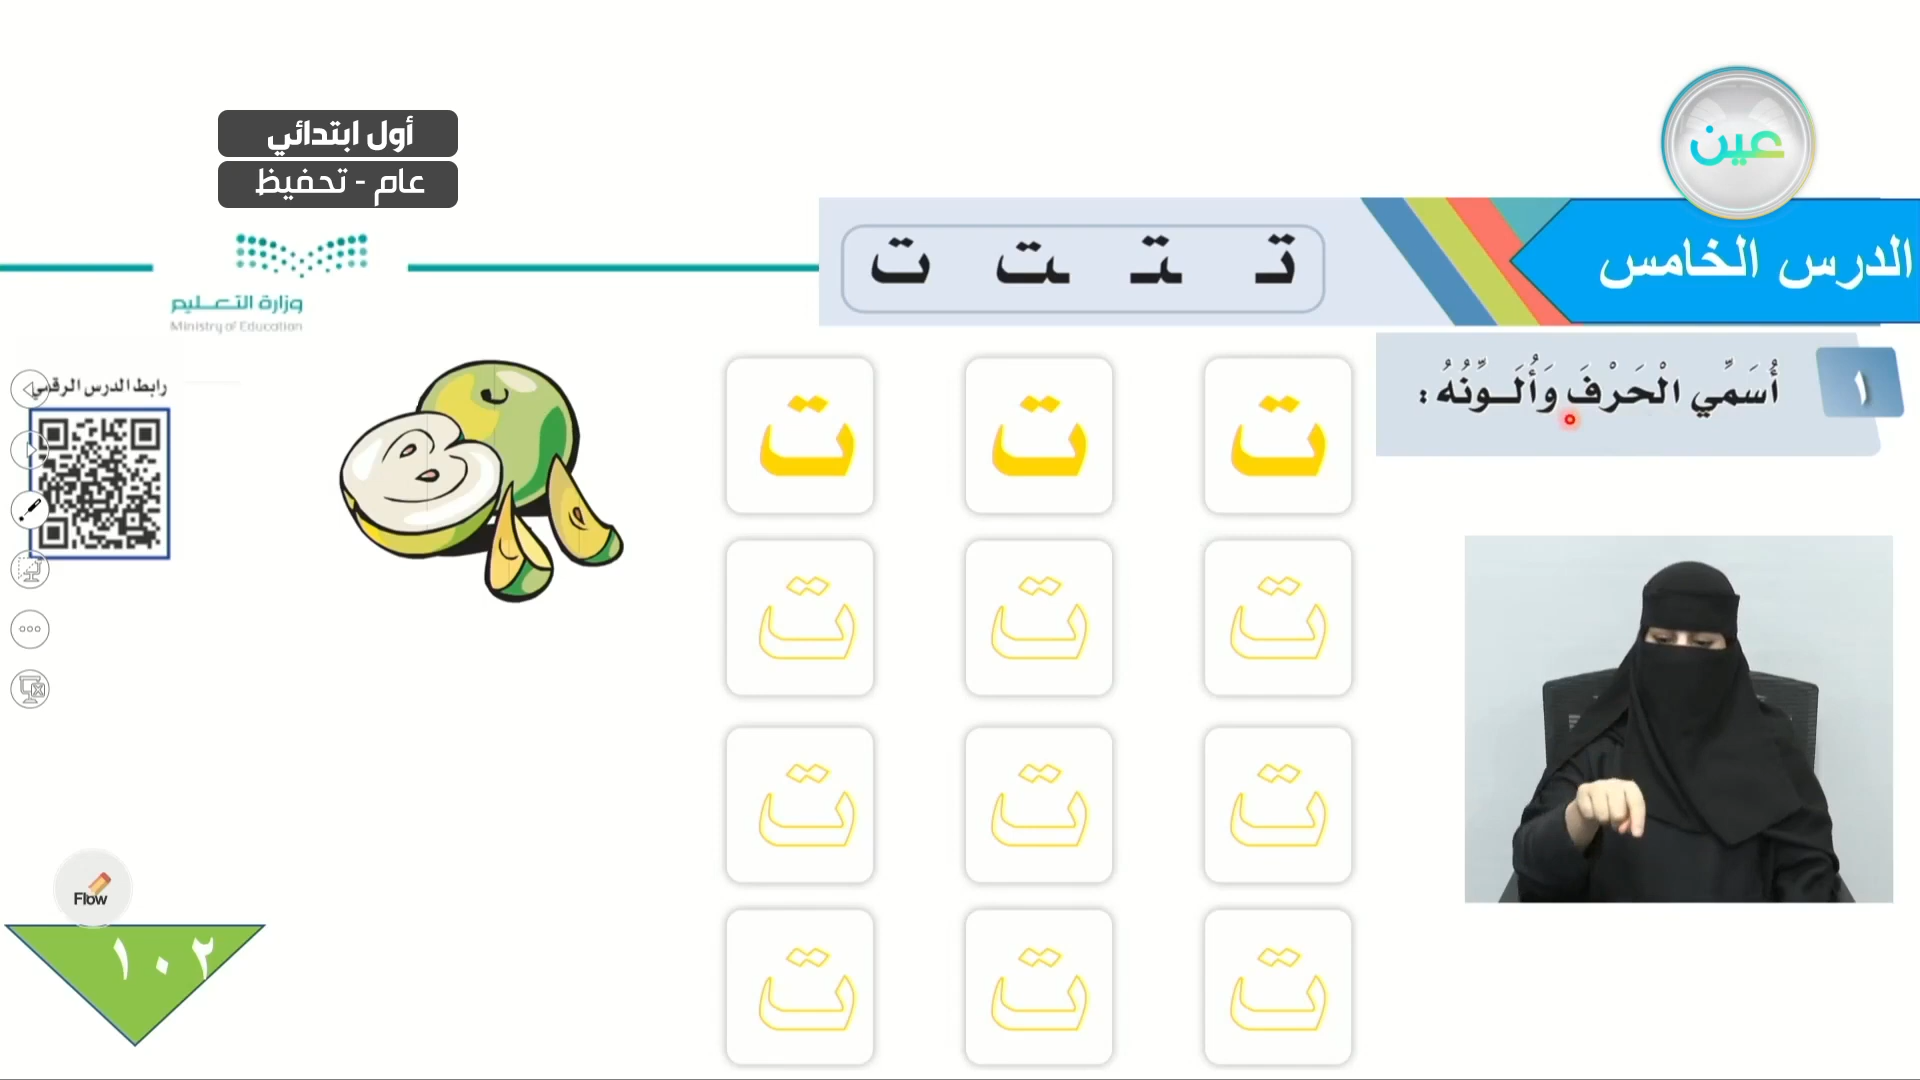 عين
أول ابتدائي
عام - تحفيظ
الدرس الخامس
تـ ـتـ ـت ت
وزارة التعليم
Ministry of Education
١
أُسَمِّي الْحَرْفَ وَأُلَـوِّنُهُ :
رابط الدرس الرقمي
ت ت ت
ت ت ت
ت ت ت
ت ت ت
Flow
١٠٢